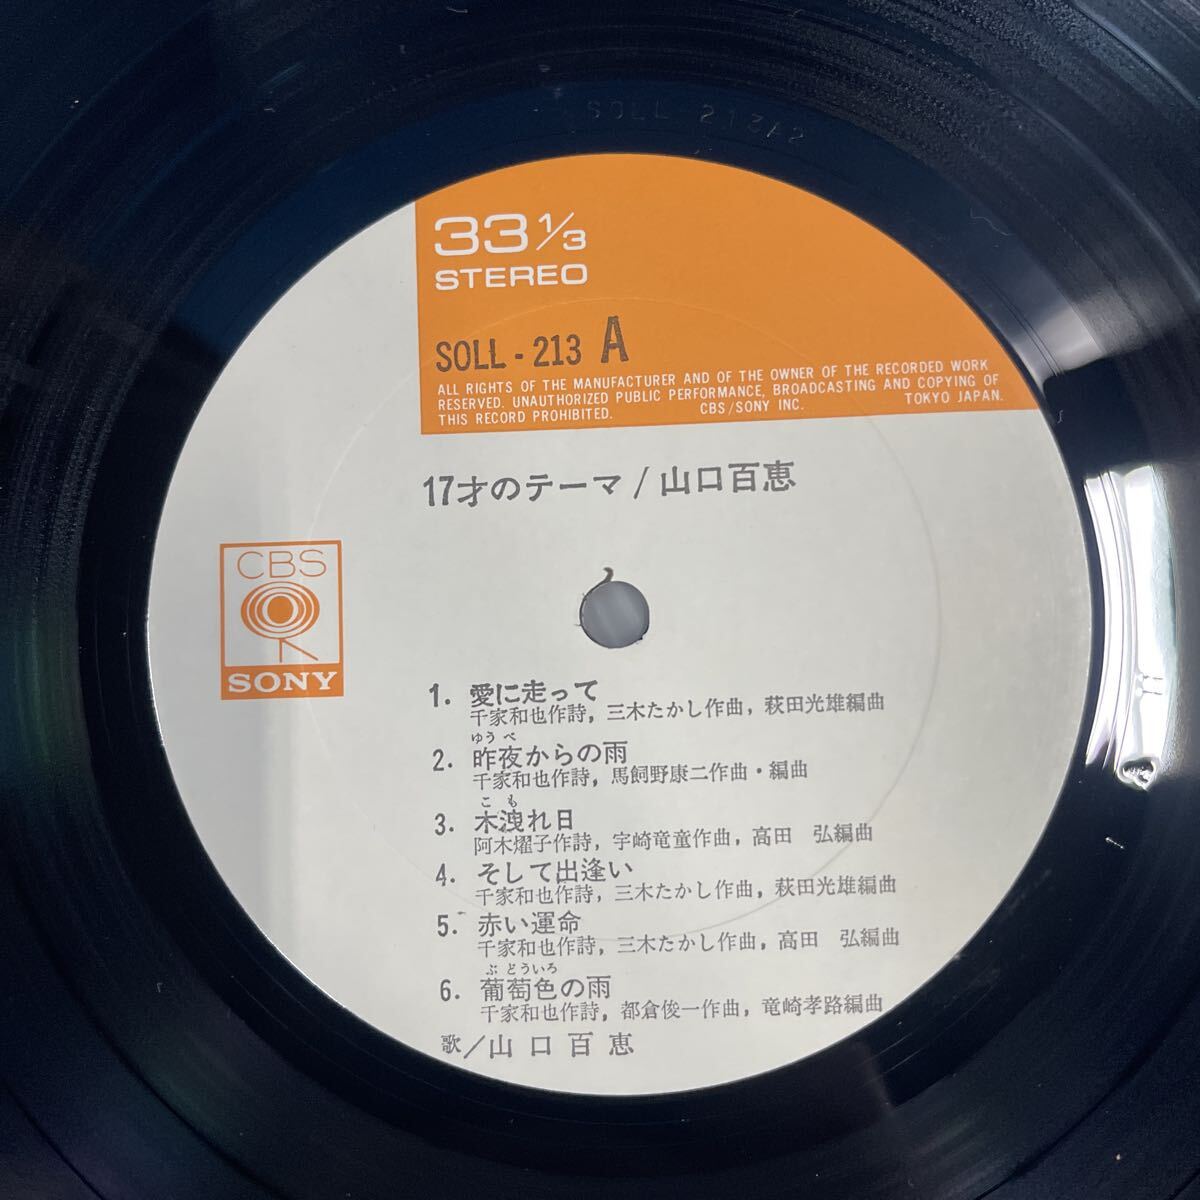 SOLL 213A2
33 1/3
STEREO
SOLL - 213 A
ALL RIGHTS OF THE MANUFACTURER AND OF THE OWNER OF THE RECORDED WORK
RESERVED. UNAUTHORIZED PUBLIC PERFORMANCE, BROADCASTING AND COPYING OF
THIS RECORD PROHIBITED. CBS/SONY INC. TOKYO JAPAN.
17才のテーマ/山口百恵
CBS
SONY
1. 愛に走って
千家和也作詩, 三木たかし作曲, 萩田光雄編曲
ゆうべ
2. 昨夜からの雨
千家和也作詩, 馬飼野康二作曲・編曲
こも
3. 木洩れ日
阿木燿子作詩, 宇崎竜童作曲, 高田 弘編曲
4. そして出逢い
千家和也作詩, 三木たかし作曲, 萩田光雄編曲
5. 赤い運命
千家和也作詩, 三木たかし作曲, 高田 弘編曲
ぶどういろ
6. 葡萄色の雨
千家和也作詩, 都倉俊一作曲, 竜崎孝路編曲
歌/山口百恵